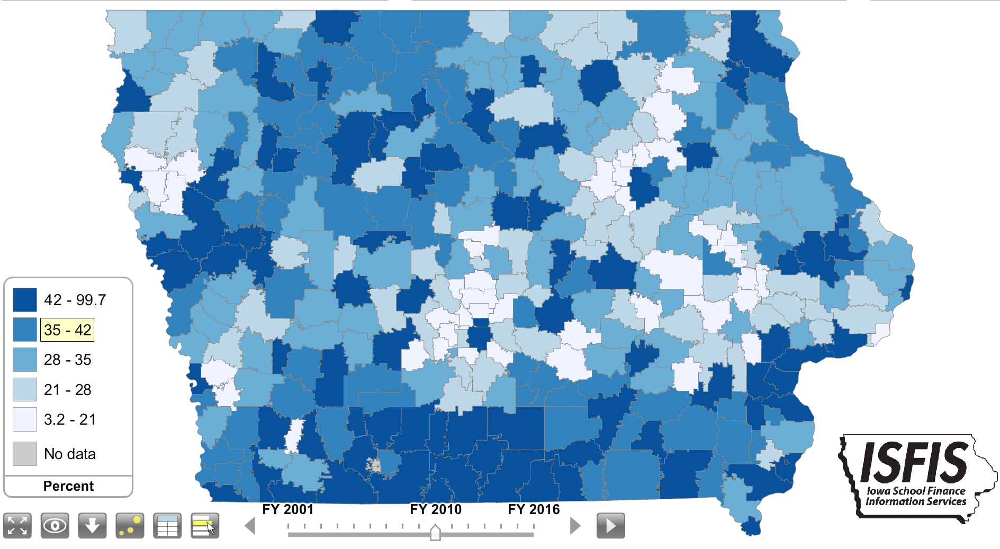 42 - 99.7
35 - 42
28 - 35
21 - 28
3.2 - 21
No data
Percent
FY 2001
FY 2010
FY 2016
ISFIS
Iowa School Finance
Information Services